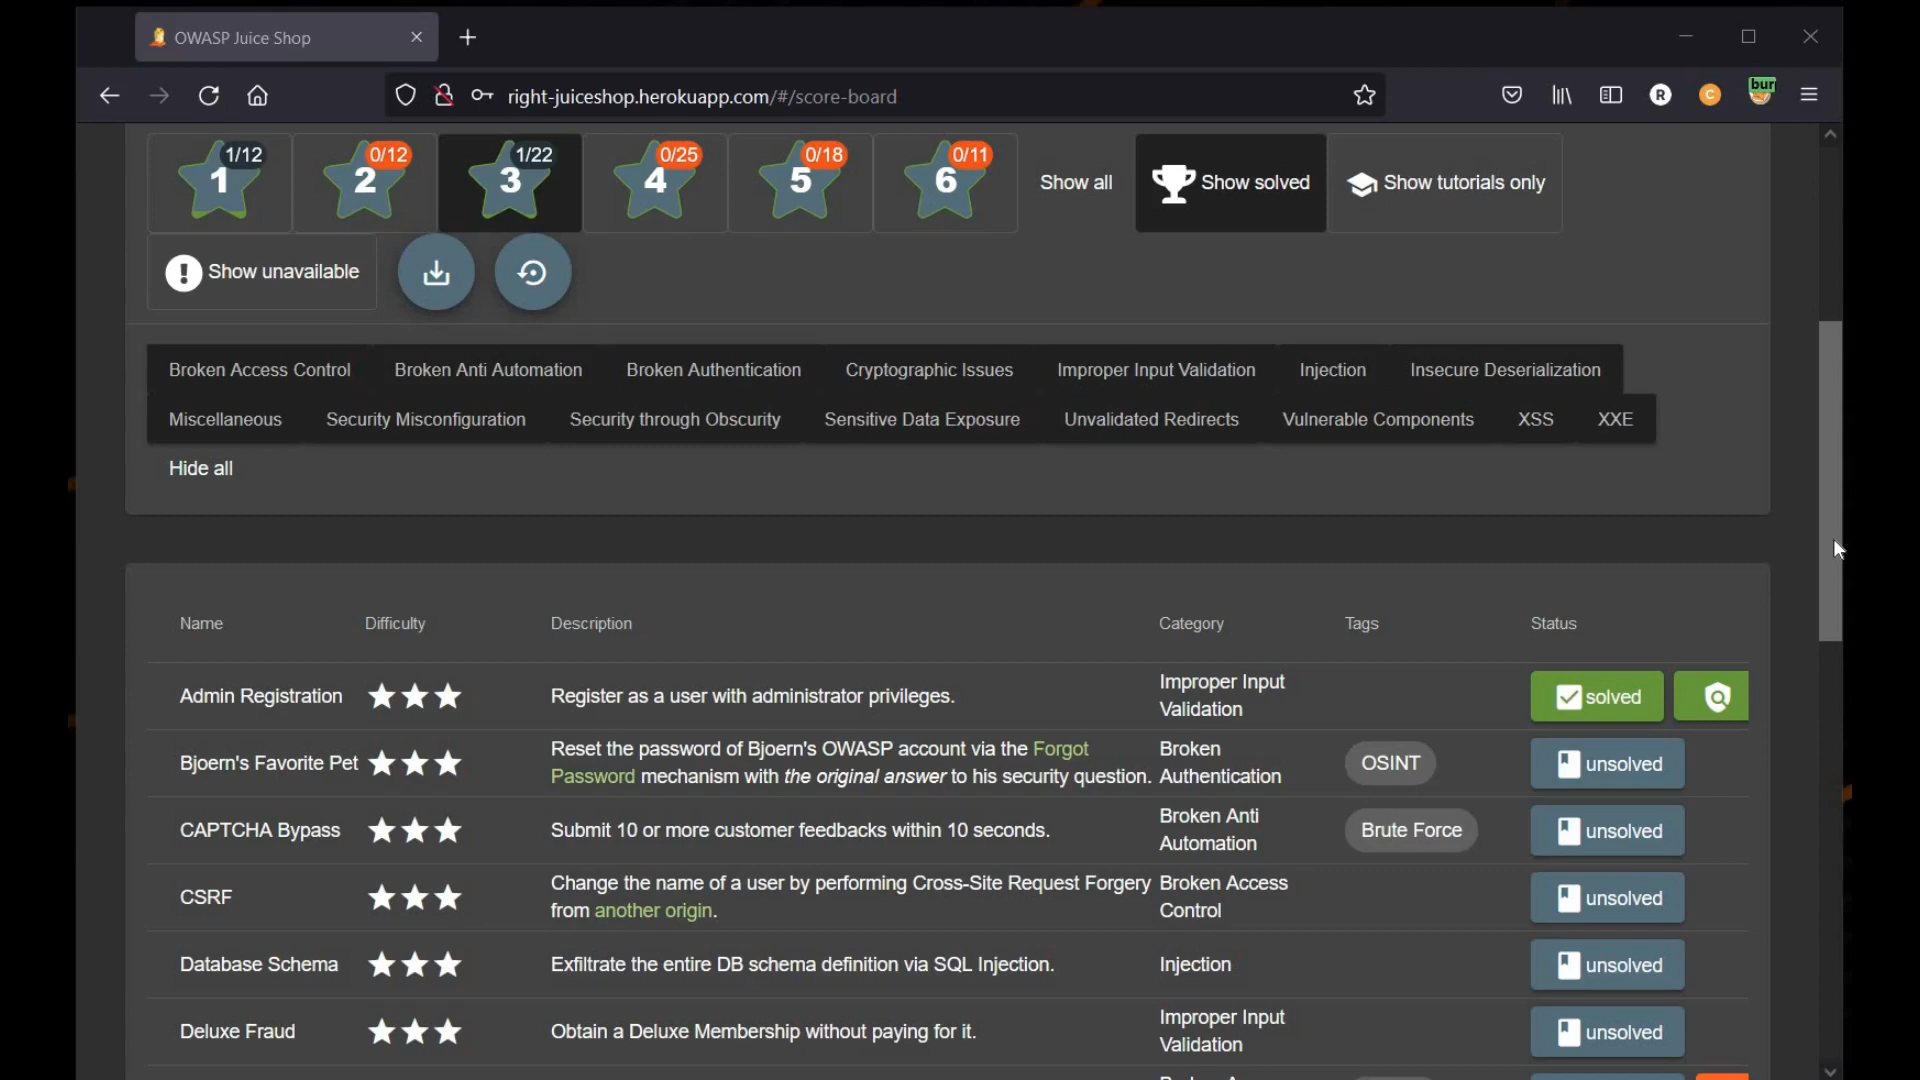 OWASP Juice Shop
right-juiceshop.herokuapp.com/#/score-board
R
C
bur
1/12
0/12
1/22
0/25
0/18
0/11
1
2
3
4
5
6
Show all
Show solved
Show tutorials only
! Show unavailable
Broken Access Control Broken Anti Automation Broken Authentication Cryptographic Issues Improper Input Validation Injection Insecure Deserialization
Miscellaneous Security Misconfiguration Security through Obscurity Sensitive Data Exposure Unvalidated Redirects Vulnerable Components XSS XXE
Hide all
Name Difficulty Description Category Tags Status
Admin Registration
Register as a user with administrator privileges.
Improper Input
Validation
solved
Bjoern's Favorite Pet
Reset the password of Bjoern's OWASP account via the Forgot
Password mechanism with the original answer to his security question.
Broken
Authentication
OSINT
unsolved
CAPTCHA Bypass
Submit 10 or more customer feedbacks within 10 seconds.
Broken Anti
Automation
Brute Force
unsolved
CSRF
Change the name of a user by performing Cross-Site Request Forgery
from another origin.
Broken Access
Control
unsolved
Database Schema
Exfiltrate the entire DB schema definition via SQL Injection.
Injection
unsolved
Deluxe Fraud
Obtain a Deluxe Membership without paying for it.
Improper Input
Validation
unsolved